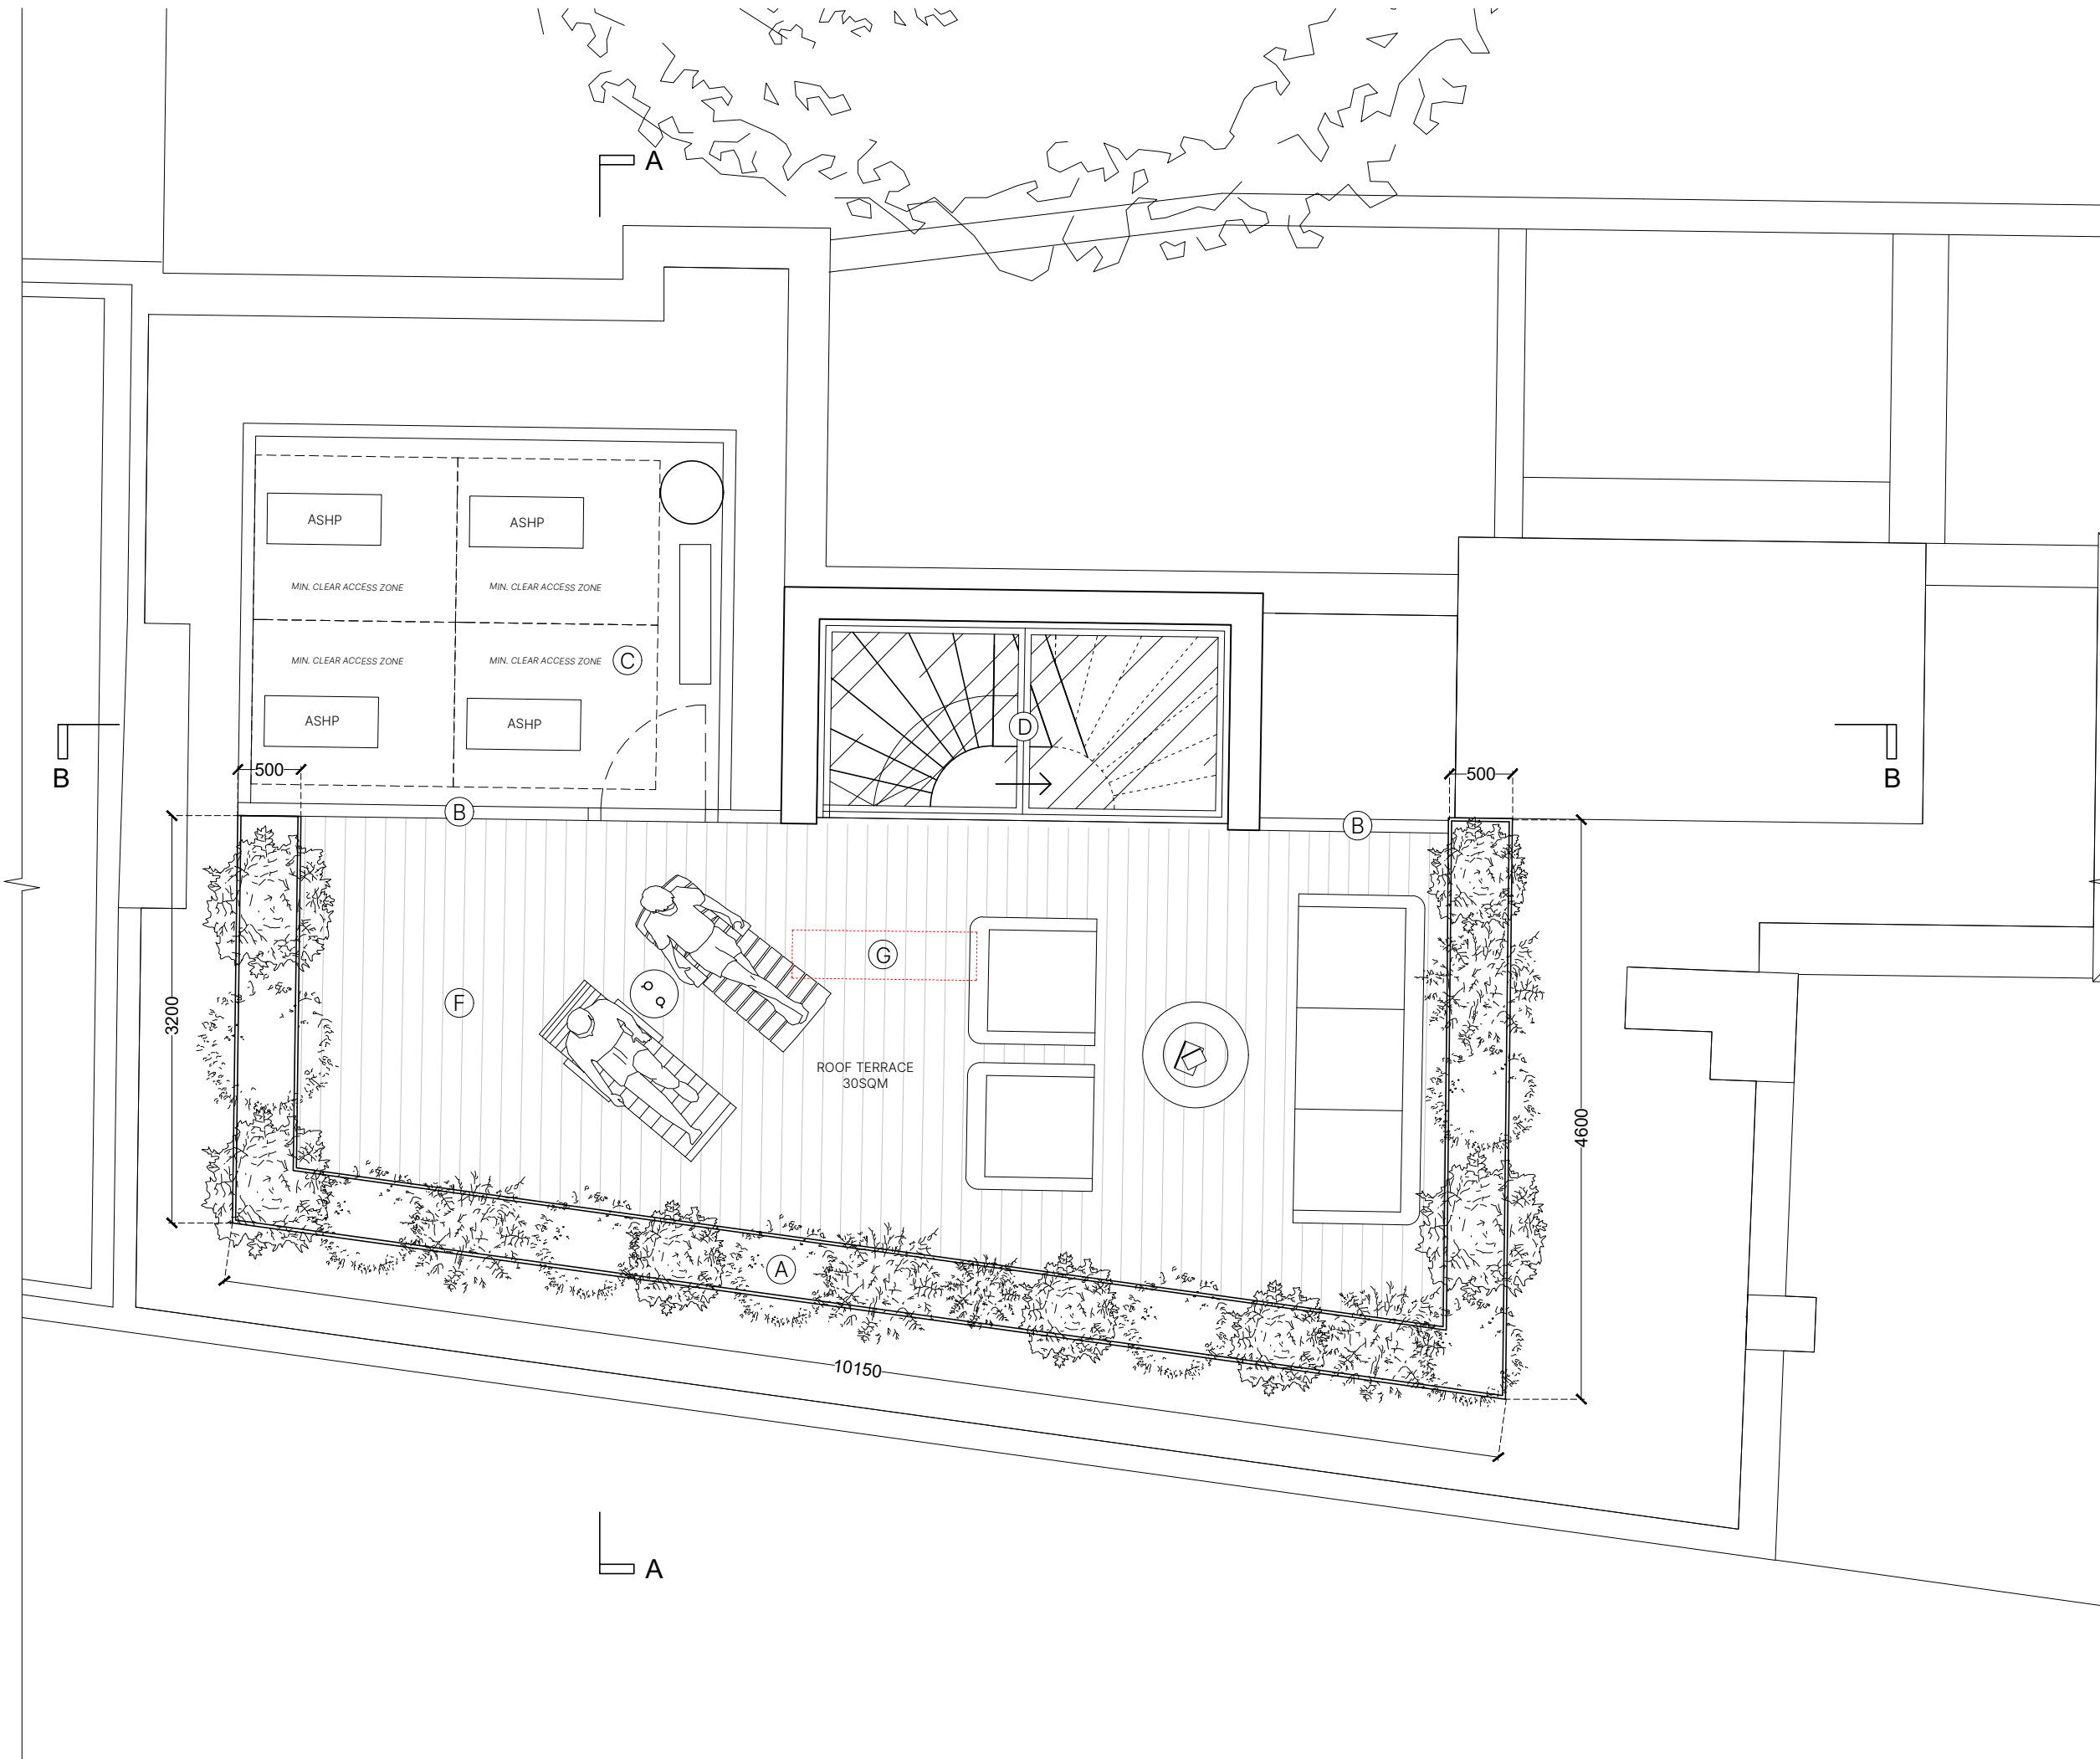 A
ASHP
ASHP
MIN. CLEAR ACCESS ZONE
MIN. CLEAR ACCESS ZONE
MIN. CLEAR ACCESS ZONE
MIN. CLEAR ACCESS ZONE
C
ASHP
ASHP
D
B
B
500
500
B
B
G
F
3200
ROOF TERRACE
30SQM
4600
A
10150
A